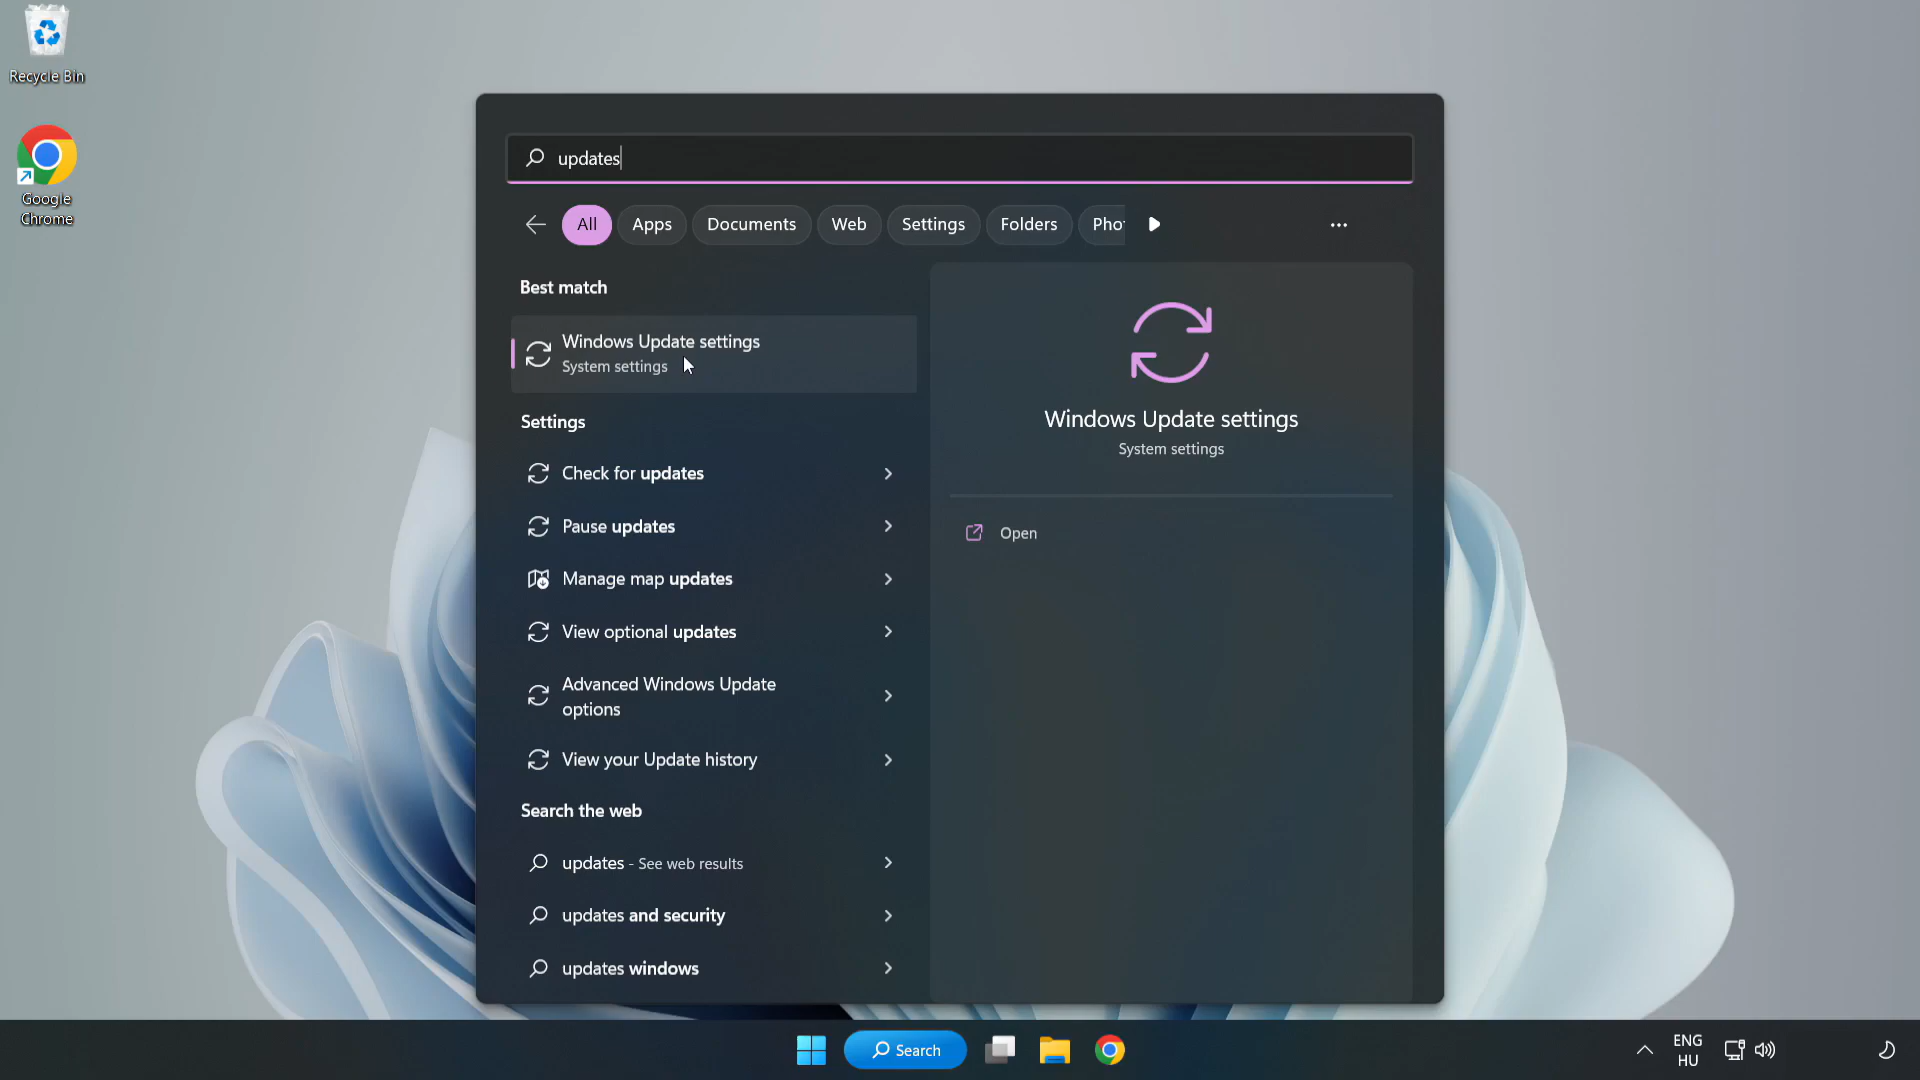 Recycle Bin
Google
Chrome
updates
All
Apps
Documents
Web
Settings
Folders
Phot
Best match
Windows Update settings
System settings
Settings
Check for updates
Pause updates
Manage map updates
View optional updates
Advanced Windows Update
options
View your Update history
Search the web
updates - See web results
updates and security
updates windows
Windows Update settings
System settings
Open
Search
ENG
HU